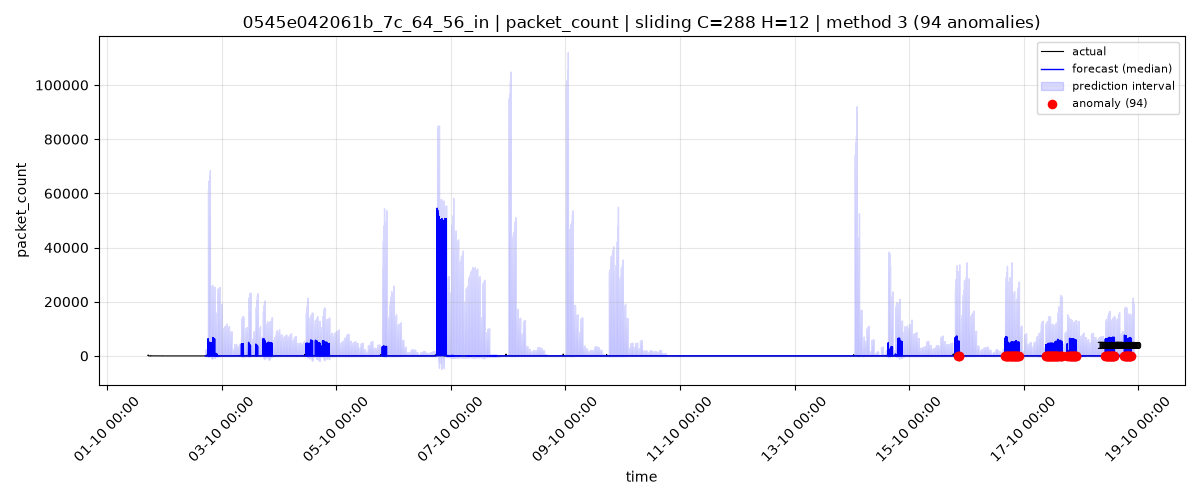 0545e042061b_7c_64_56_in | packet_count | sliding C=288 H=12 | method 3 (94 anomalies)
actual
forecast (median)
prediction interval
anomaly (94)
packet_count
100000
80000
60000
40000
20000
0
01-10 00:00
03-10 00:00
05-10 00:00
07-10 00:00
09-10 00:00
11-10 00:00
13-10 00:00
15-10 00:00
17-10 00:00
19-10 00:00
time